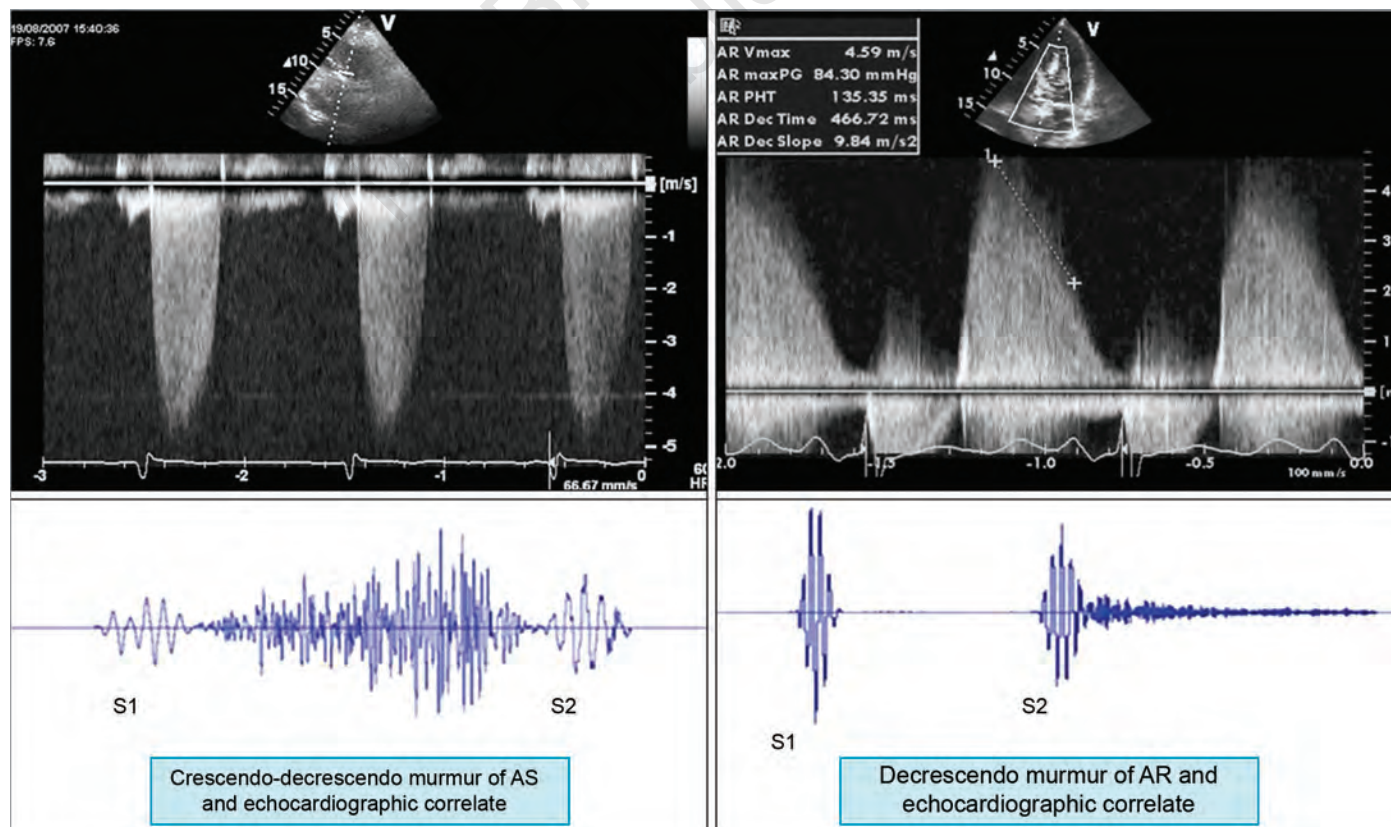 19/08/2007 15:40:36
FPS: 7.6
V
5
10
15
[m/s]
-1
-2
-3
-4
-5
-3
-2
-1
0
66.67 mm/s
60
HR
AR Vmax 4.59 m/s
AR maxPG 84.30 mmHg
AR PHT 135.35 ms
AR Dec Time 466.72 ms
AR Dec Slope 9.84 m/s2
V
5
10
15
1
4
3
2
1
2.0
-1.5
-1.0
-0.5
0.0
100 mm/s
S1
S2
S1
S2
Crescendo-decrescendo murmur of AS
and echocardiographic correlate
Decrescendo murmur of AR and
echocardiographic correlate